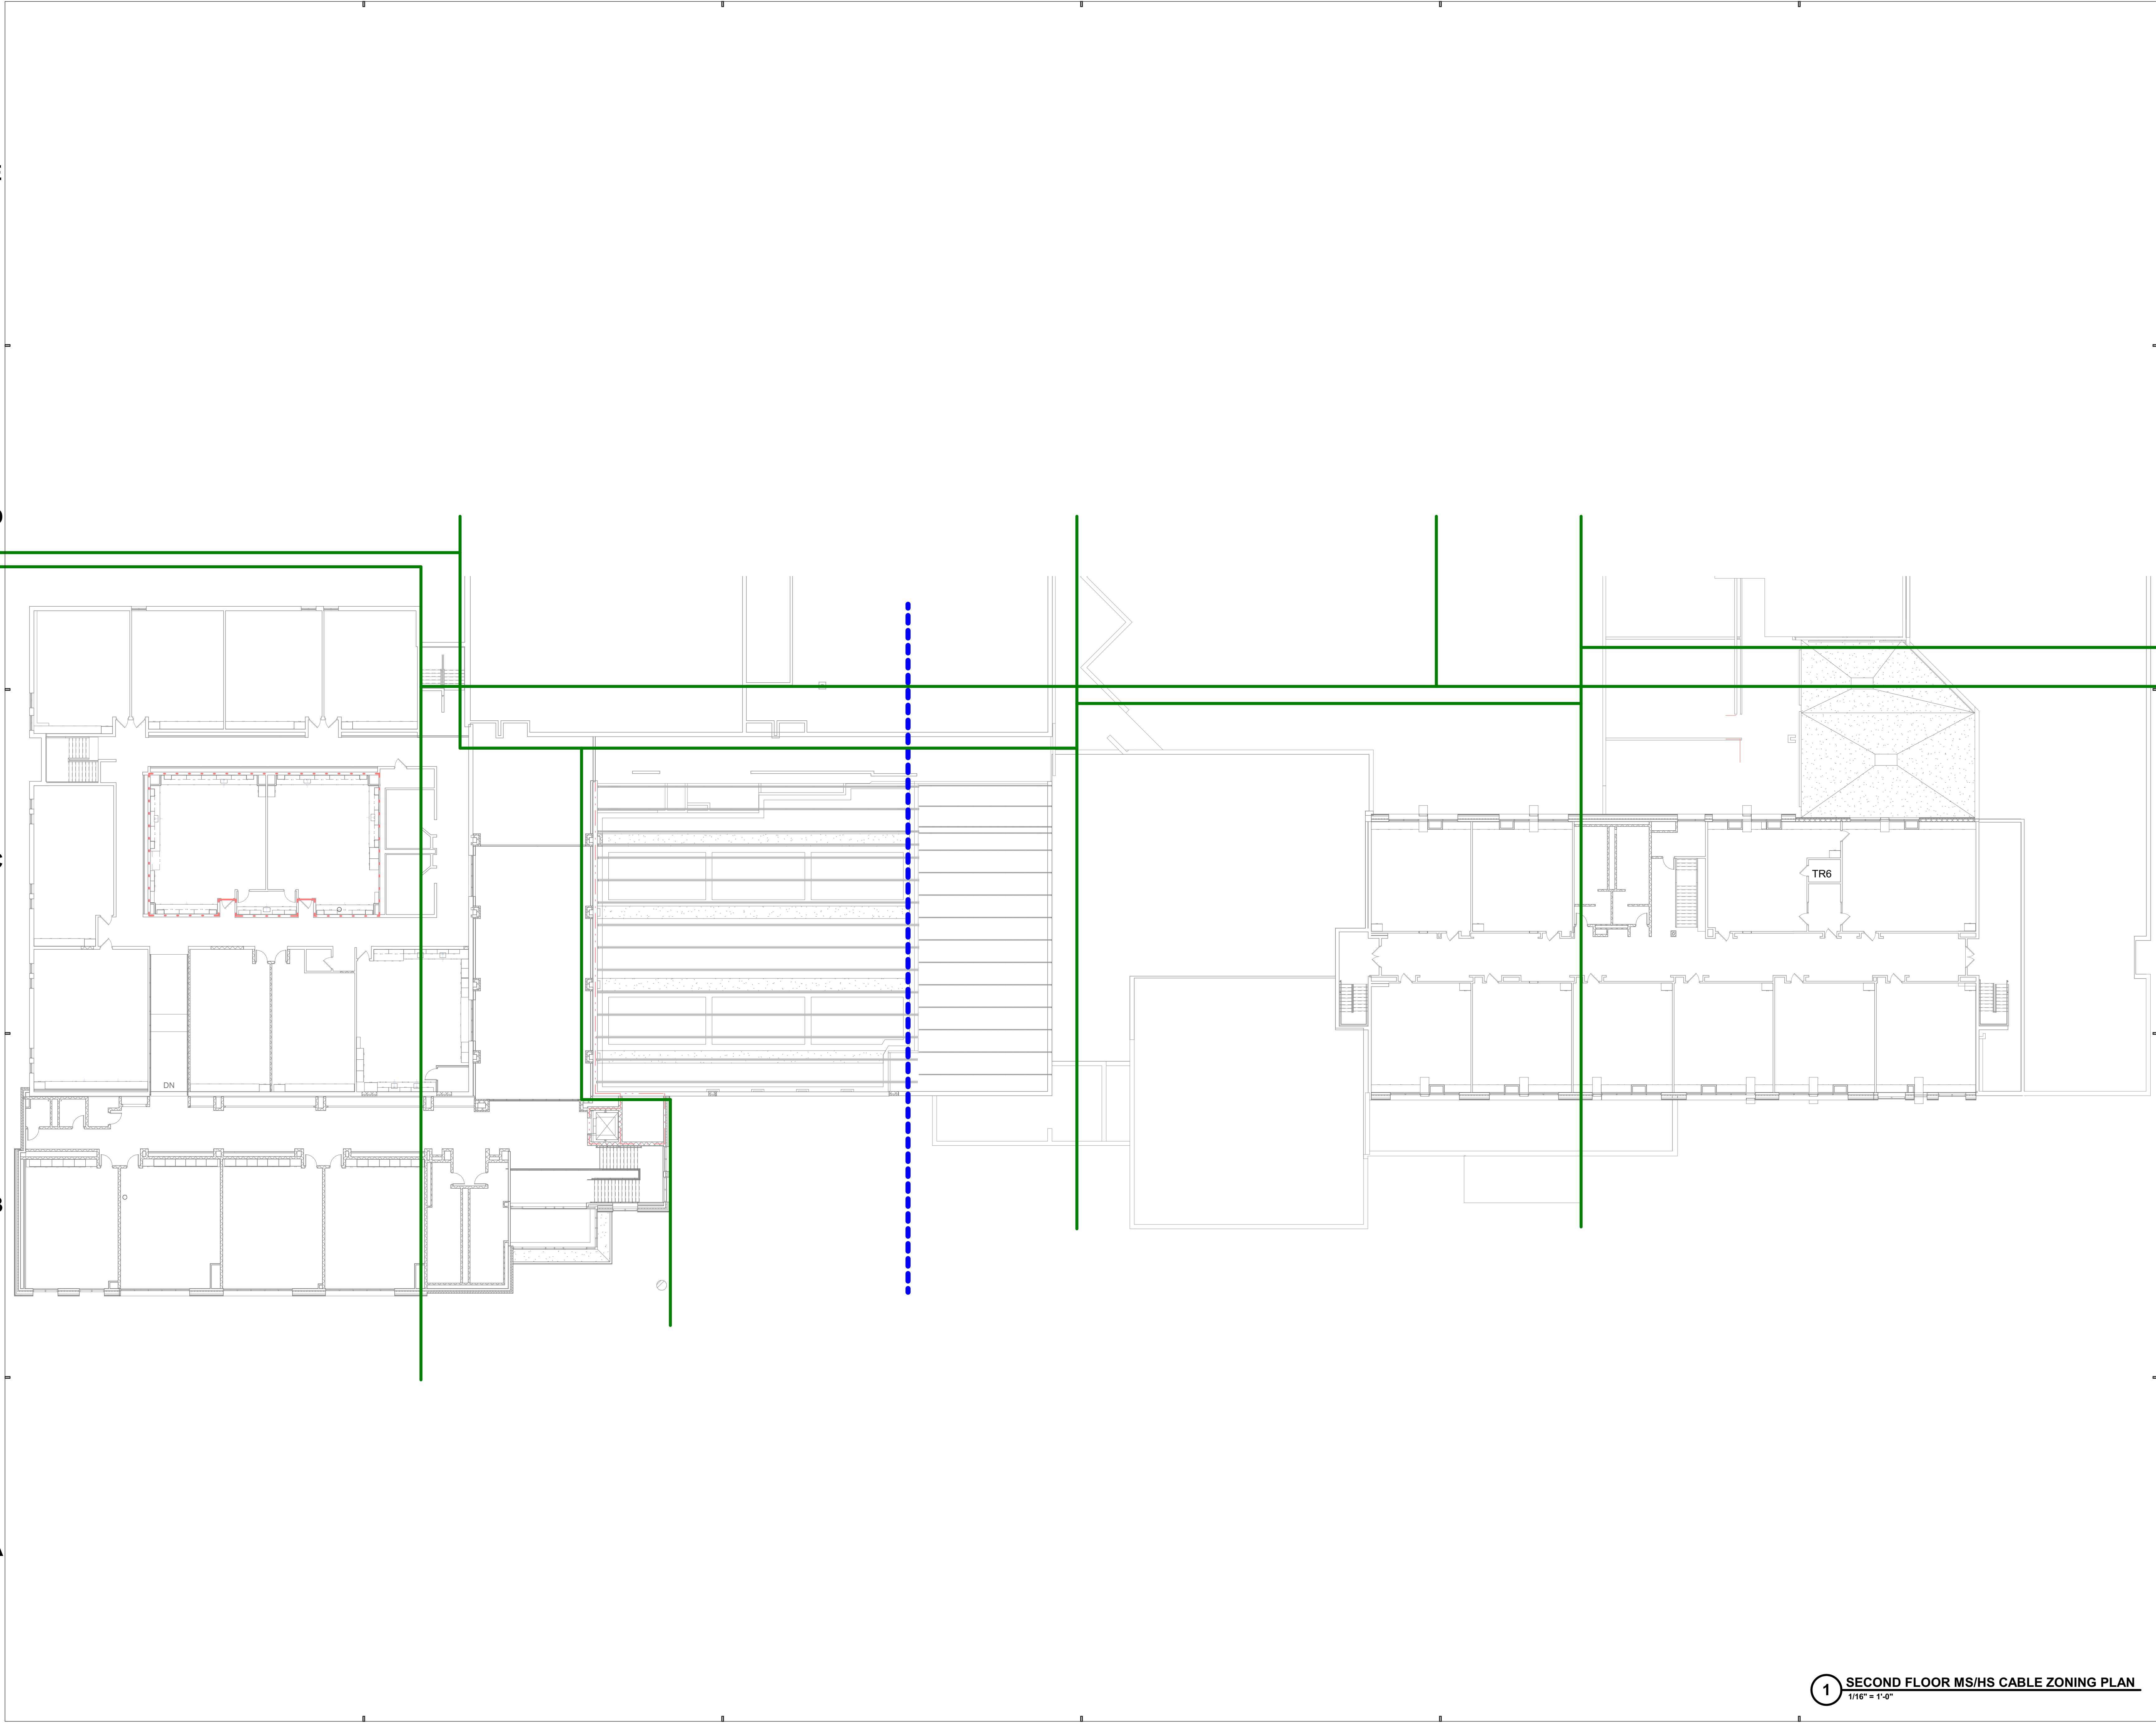 TR6
DN
1 SECOND FLOOR MS/HS CABLE ZONING PLAN
1/16" = 1'-0"